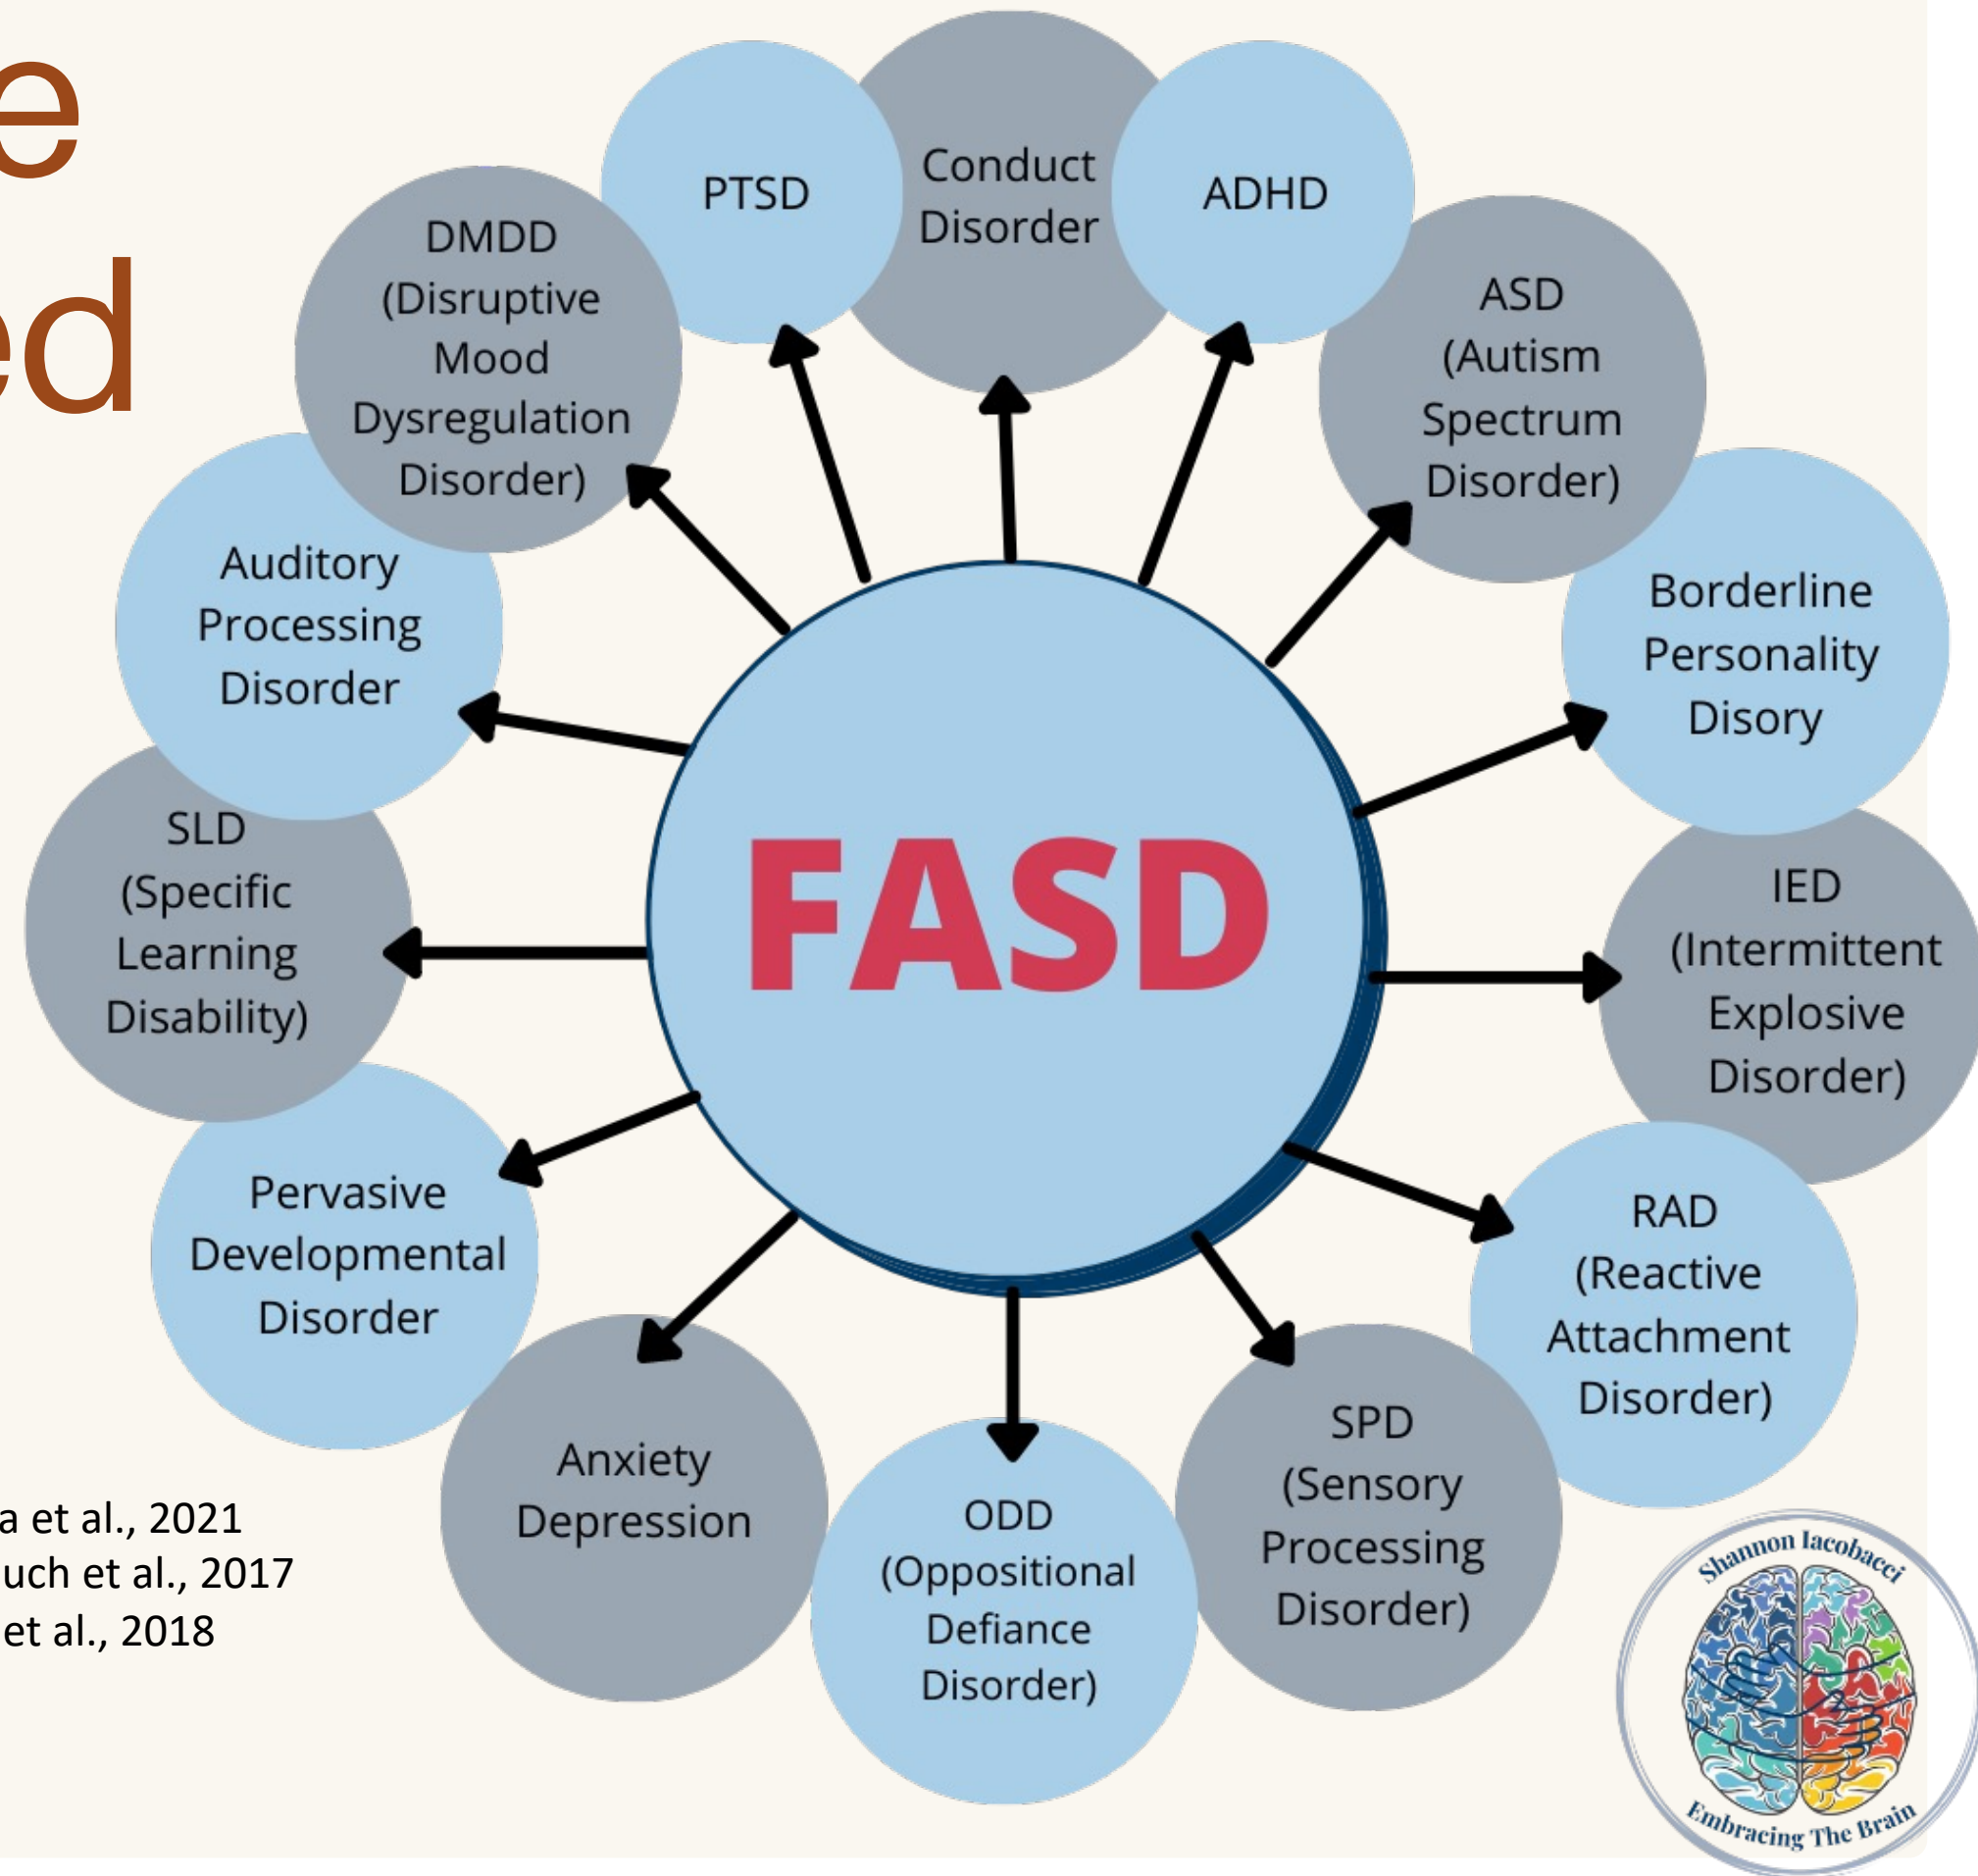 e
ed
PTSD
Conduct
Disorder
ADHD
DMDD
(Disruptive
Mood
Dysregulation
Disorder)
ASD
(Autism
Spectrum
Disorder)
Auditory
Processing
Disorder
Borderline
Personality
Disory
SLD
(Specific
Learning
Disability)
FASD
IED
(Intermittent
Explosive
Disorder)
Pervasive
Developmental
Disorder
RAD
(Reactive
Attachment
Disorder)
Anxiety
Depression
ODD
(Oppositional
Defiance
Disorder)
SPD
(Sensory
Processing
Disorder)
a et al., 2021
uch et al., 2017
et al., 2018
Shannon Iacobacci
Embracing The Brain